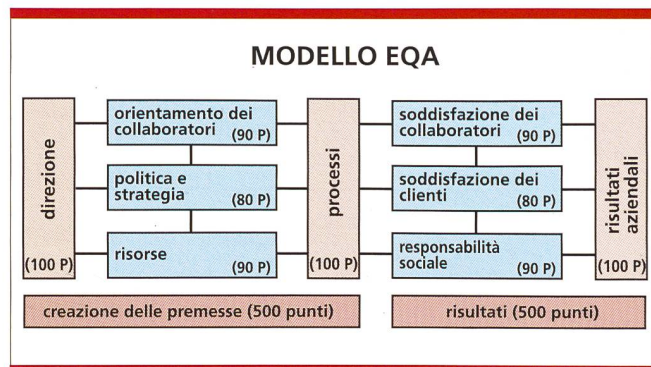 MODELLO EQA
direzione
(100 P)
orientamento dei
collaboratori (90 P)
politica e
strategia (80 P)
risorse
(90 P)
processi
(100 P)
soddisfazione dei
collaboratori (90 P)
soddisfazione dei
clienti (80 P)
responsabilità
sociale (90 P)
risultati
aziendali
(100 P)
creazione delle premesse (500 punti)
risultati (500 punti)